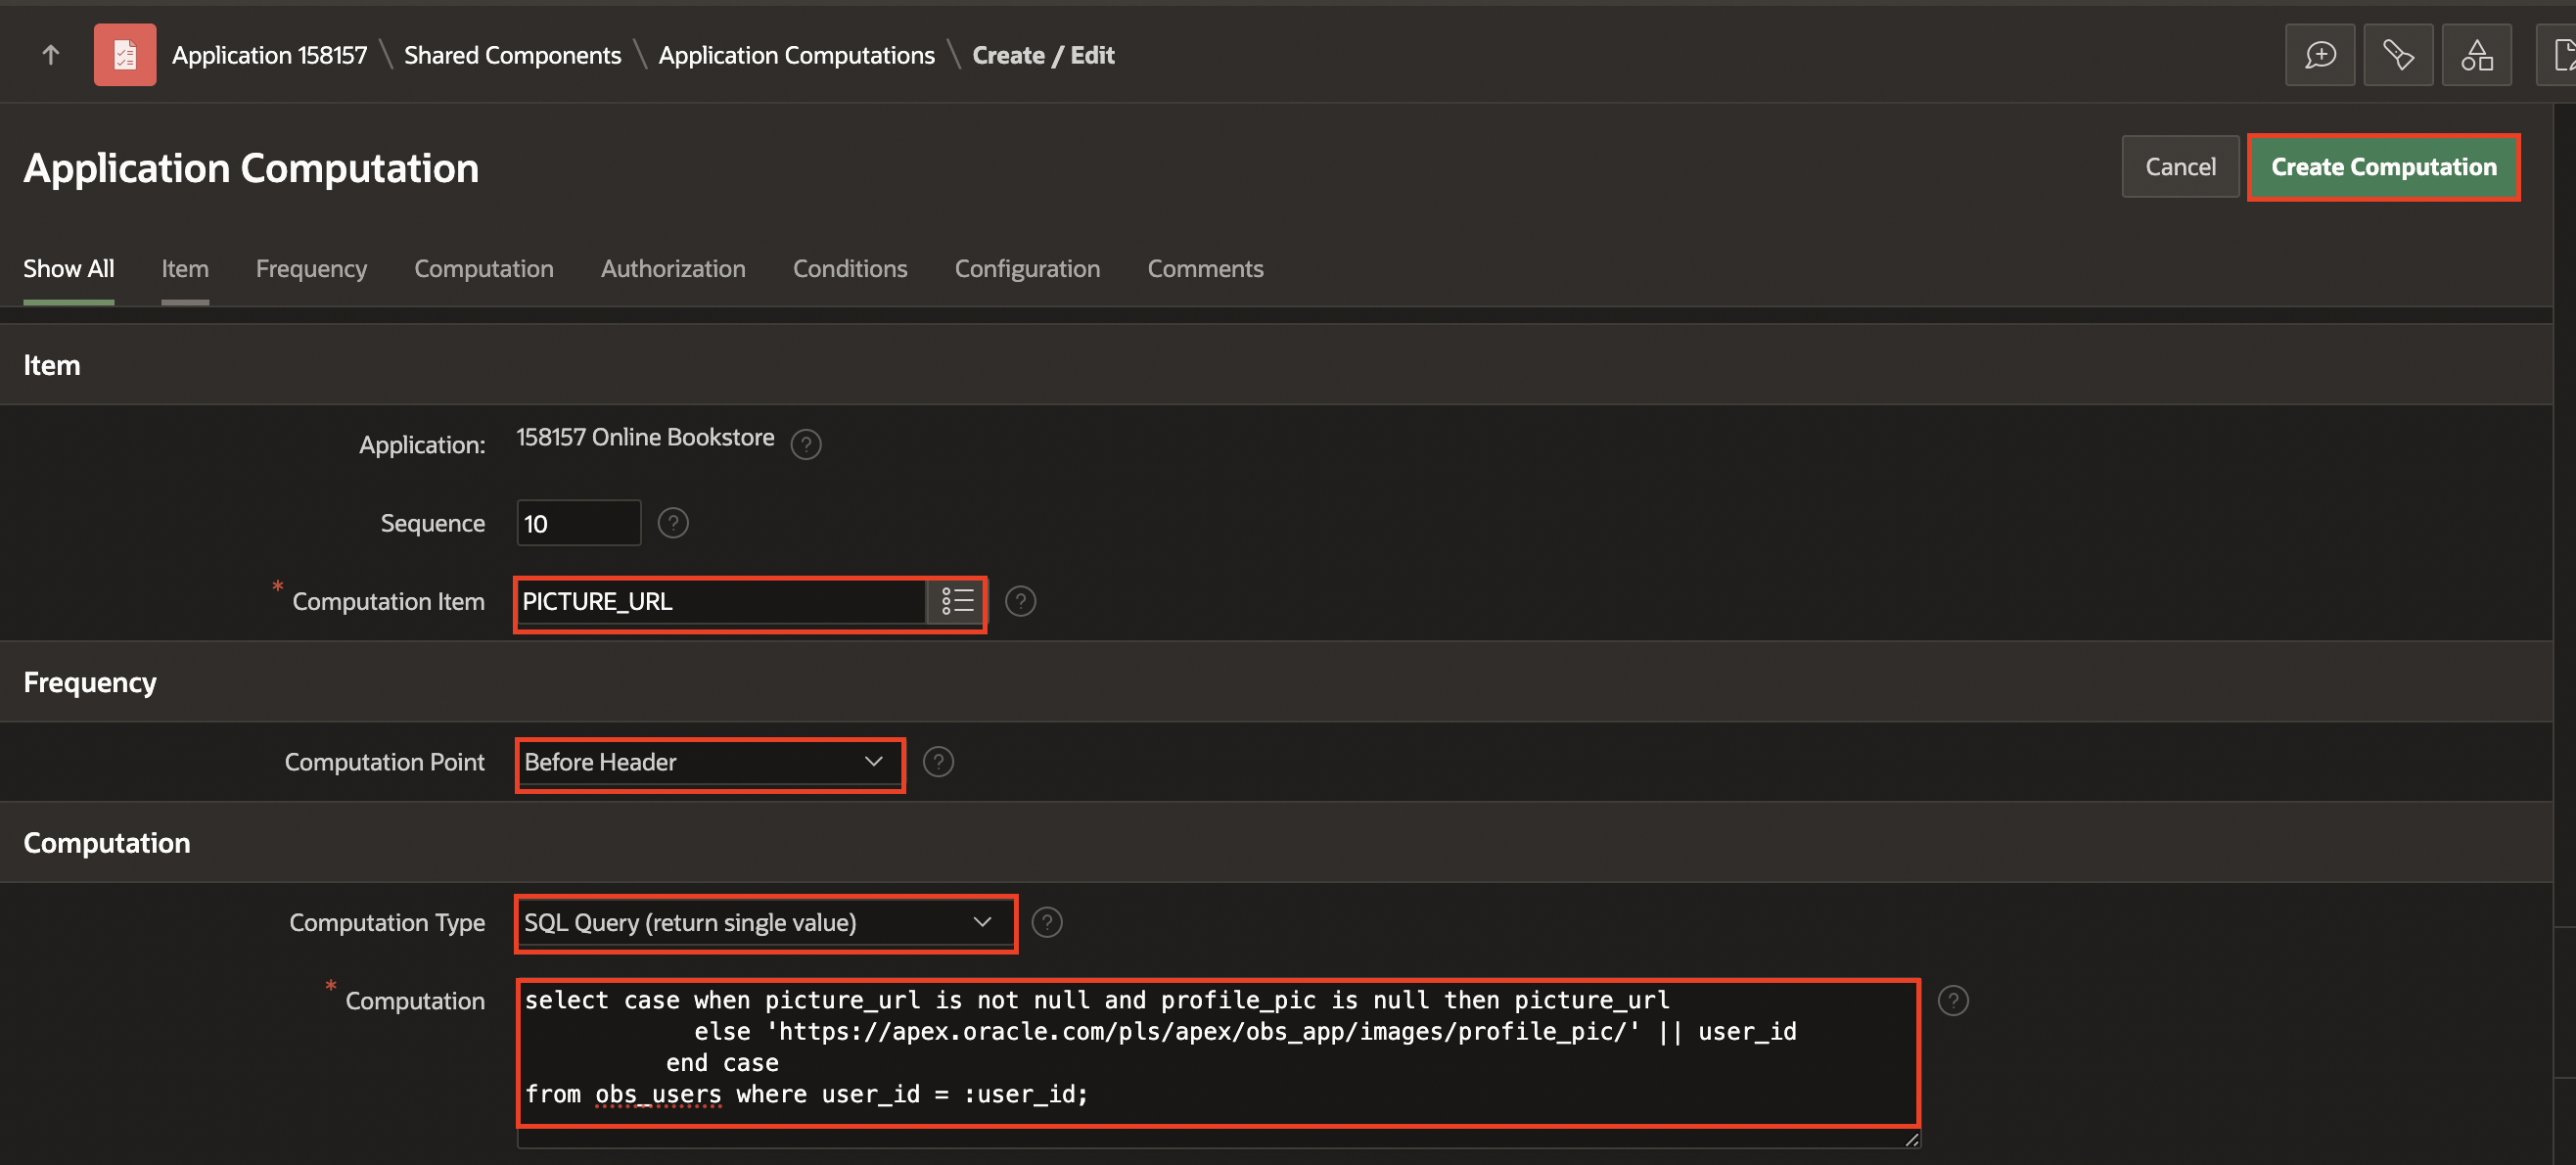 Application 158157 \ Shared Components \ Application Computations \ Create / Edit
Application Computation
Cancel
Create Computation
Show All Item Frequency Computation Authorization Conditions Configuration Comments
Item
Application: 158157 Online Bookstore ?
Sequence 10 ?
* Computation Item PICTURE_URL ?
Frequency
Computation Point Before Header ?
Computation
Computation Type SQL Query (return single value) ?
* Computation select case when picture_url is not null and profile_pic is null then picture_url ?
else 'https://apex.oracle.com/pls/apex/obs_app/images/profile_pic/' || user_id
end case
from obs_users where user_id = :user_id;